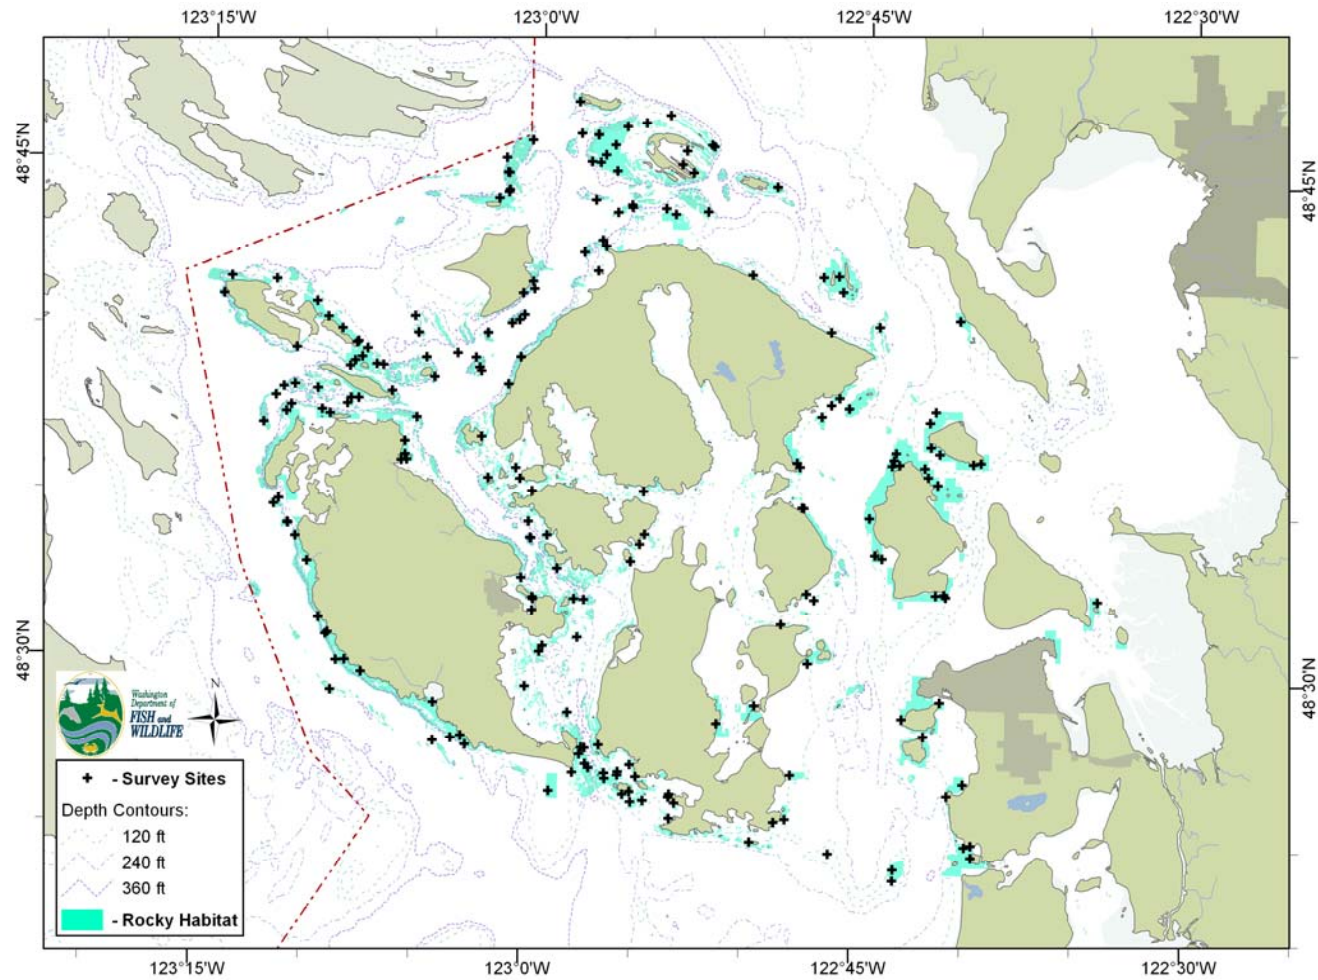 123°15'W 123°0'W 122°45'W 122°30'W
48°45'N
48°45'N
48°30'N
48°30'N
Washington
Department of
FISH and
WILDLIFE
N
+ - Survey Sites
Depth Contours:
120 ft
240 ft
360 ft
- Rocky Habitat
123°15'W 123°0'W 122°45'W 122°30'W